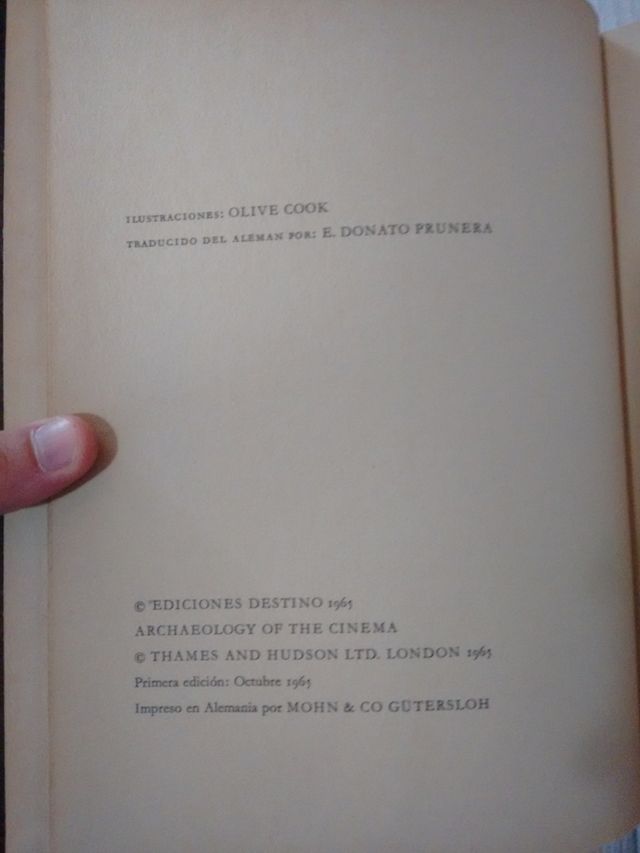 ILUSTRACIONES: OLIVE COOK
TRADUCIDO DEL ALEMAN POR: E. DONATO PRUNERA
© EDICIONES DESTINO 1965
ARCHAEOLOGY OF THE CINEMA
© THAMES AND HUDSON LTD. LONDON 1965
Primera edición: Octubre 1965
Impreso en Alemania por MOHN & CO GÜTERSLOH